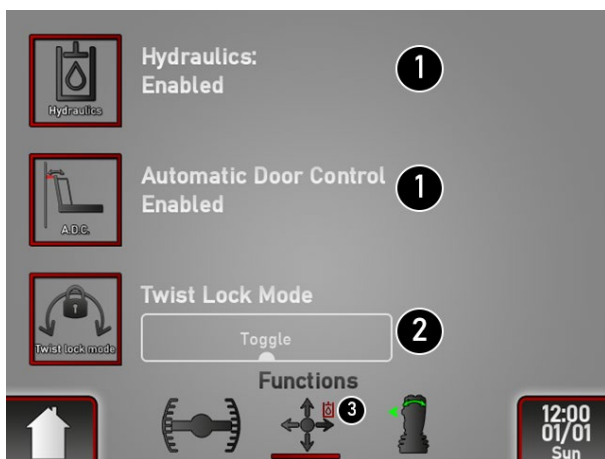 Hydraulics:
Enabled
1
Hydraulics
Automatic Door Control
Enabled
1
A.D.C.
Twist Lock Mode
Toggle
2
Twist lock mode
Functions
3
12:00
01/01
Sun